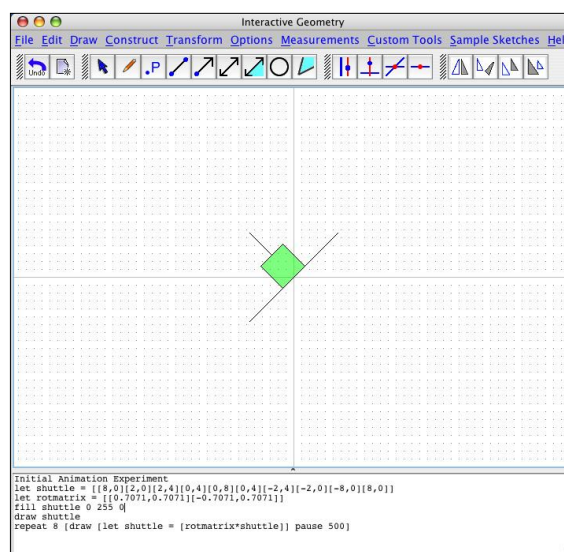 Interactive Geometry
File Edit Draw Construct Transform Options Measurements Custom Tools Sample Sketches Hel
Undo .P
Initial Animation Experiment
let shuttle = [[8,0][2,0][2,4][0,4][0,8][0,4][-2,4][-2,0][-8,0][8,0]]
let rotmatrix = [[0.7071,0.7071][-0.7071,0.7071]]
fill shuttle 0 255 0
draw shuttle
repeat 8 [draw [let shuttle = [rotmatrix*shuttle]] pause 500]